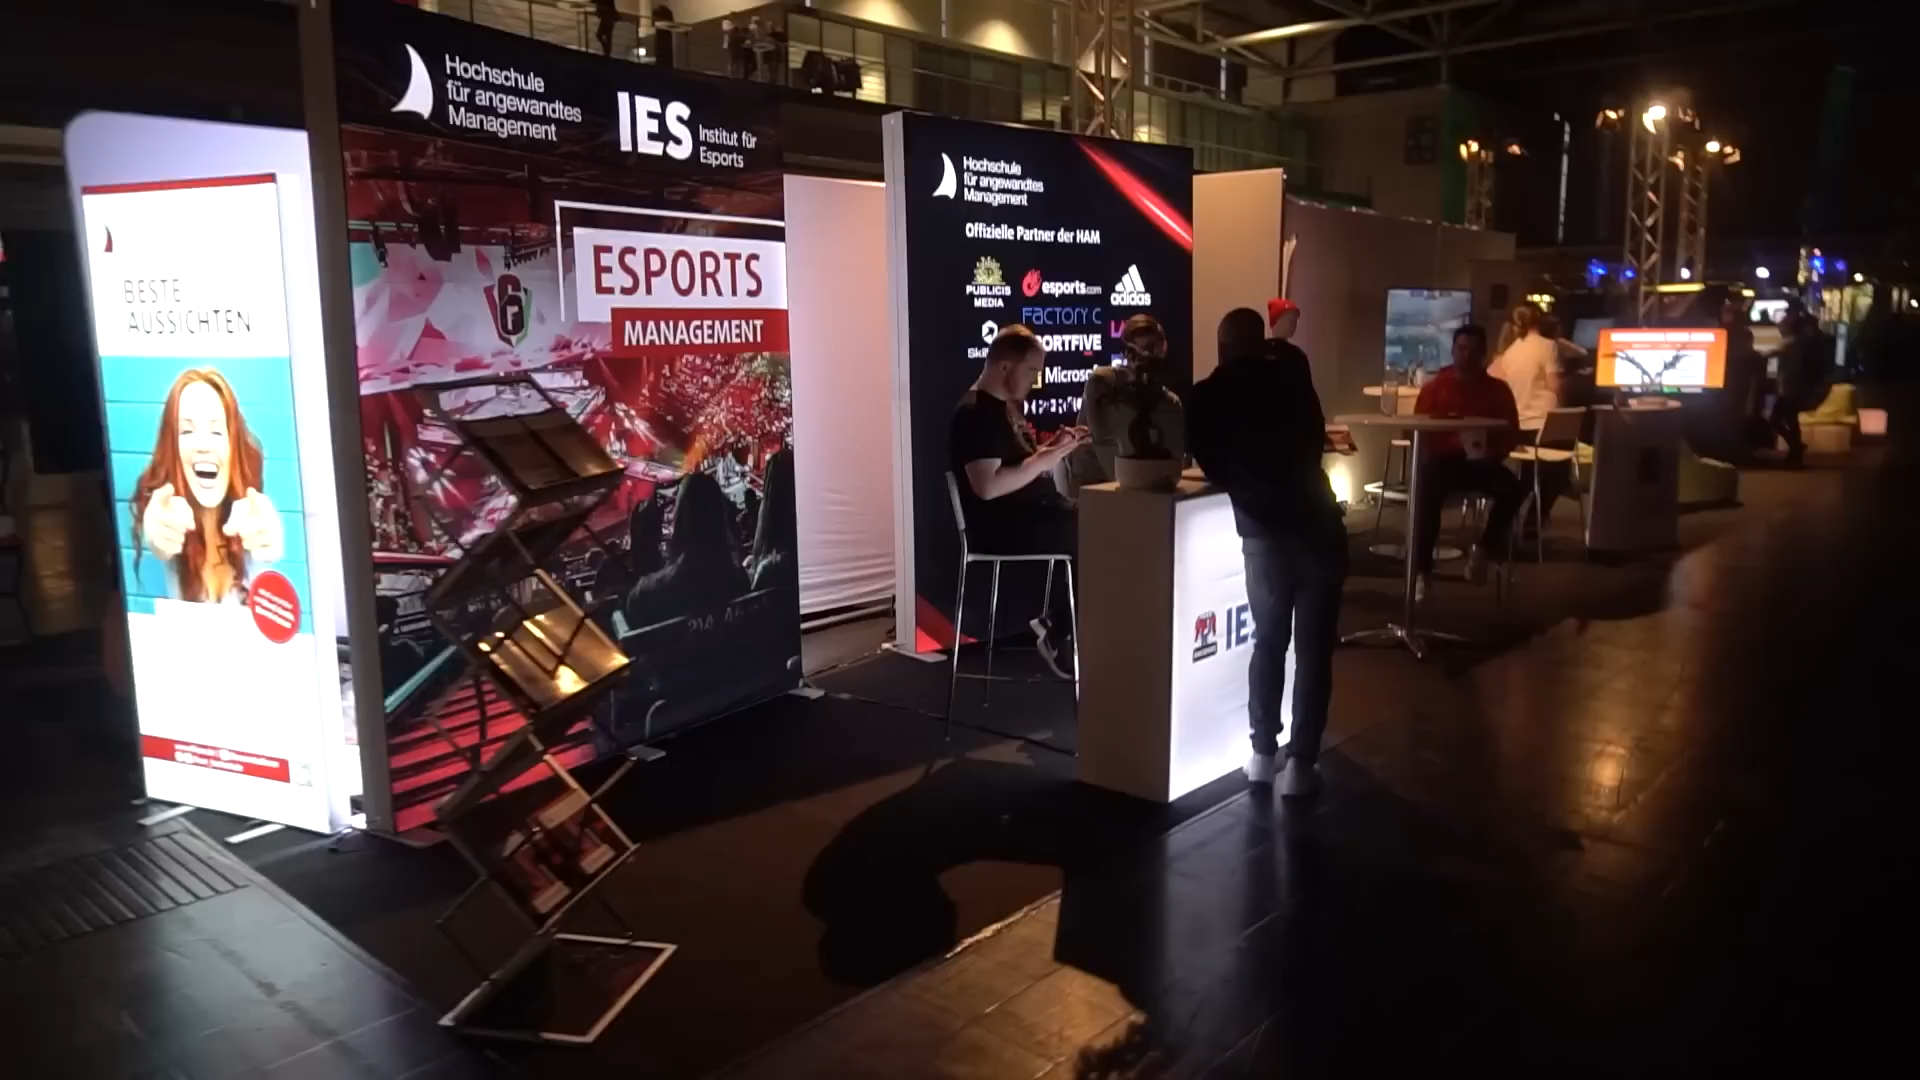 Hochschule
für angewandtes
Management
IES
Institut für
Esports
ESPORTS
MANAGEMENT
BESTE
AUSSICHTEN
Hochschule
für angewandtes
Management
Offizielle Partner der HAM
PUBLICIS
MEDIA
esports.com
adidas
FACTORY C
Microso
IE